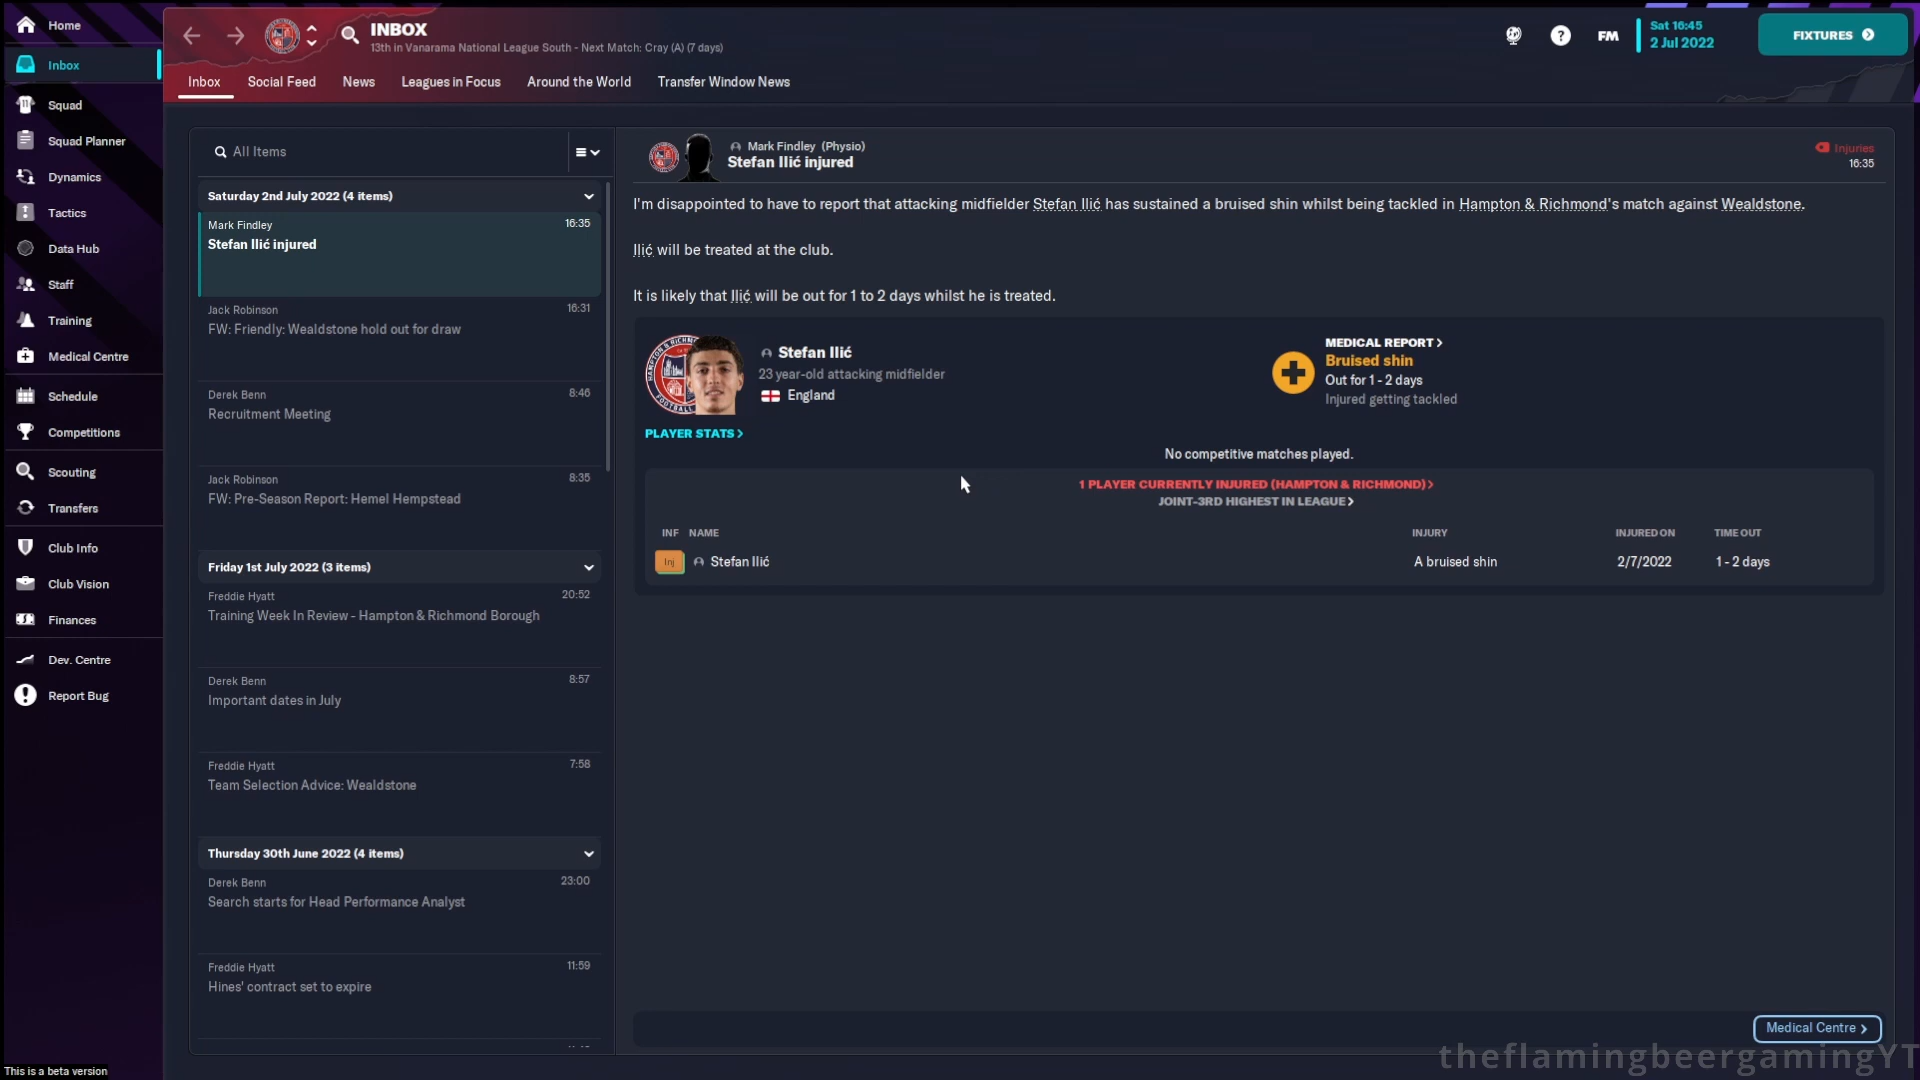 Home
Inbox
Squad
Squad Planner
Dynamics
Tactics
Data Hub
Staff
Training
Medical Centre
Schedule
Competitions
Scouting
Transfers
Club Info
Club Vision
Finances
Dev. Centre
Report Bug
This is a beta version
INBOX
13th in Vanarama National League South - Next Match: Cray (A) (7 days)
FM
Sat 16:45
2 Jul 2022
FIXTURES
Inbox Social Feed News Leagues in Focus Around the World Transfer Window News
All Items
Saturday 2nd July 2022 (4 items)
Mark Findley 16:35
Stefan Ilić injured
Jack Robinson 16:31
FW: Friendly: Wealdstone hold out for draw
Derek Benn 8:46
Recruitment Meeting
Jack Robinson 8:35
FW: Pre-Season Report: Hemel Hempstead
Friday 1st July 2022 (3 items)
Freddie Hyatt 20:52
Training Week In Review - Hampton & Richmond Borough
Derek Benn 8:57
Important dates in July
Freddie Hyatt 7:58
Team Selection Advice: Wealdstone
Thursday 30th June 2022 (4 items)
Derek Benn 23:00
Search starts for Head Performance Analyst
Freddie Hyatt 11:59
Hines' contract set to expire
Mark Findley (Physio)
Stefan Ilić injured
Injuries
16:35
I'm disappointed to have to report that attacking midfielder Stefan Ilić has sustained a bruised shin whilst being tackled in Hampton & Richmond's match against Wealdstone.
Ilić will be treated at the club.
It is likely that Ilić will be out for 1 to 2 days whilst he is treated.
Stefan Ilić
23 year-old attacking midfielder
England
PLAYER STATS >
MEDICAL REPORT >
Bruised shin
Out for 1 - 2 days
Injured getting tackled
No competitive matches played.
1 PLAYER CURRENTLY INJURED (HAMPTON & RICHMOND) >
JOINT-3RD HIGHEST IN LEAGUE >
INF NAME INJURY INJURED ON TIME OUT
Inj Stefan Ilić A bruised shin 2/7/2022 1 - 2 days
Medical Centre >
theflamingbeergamingYT